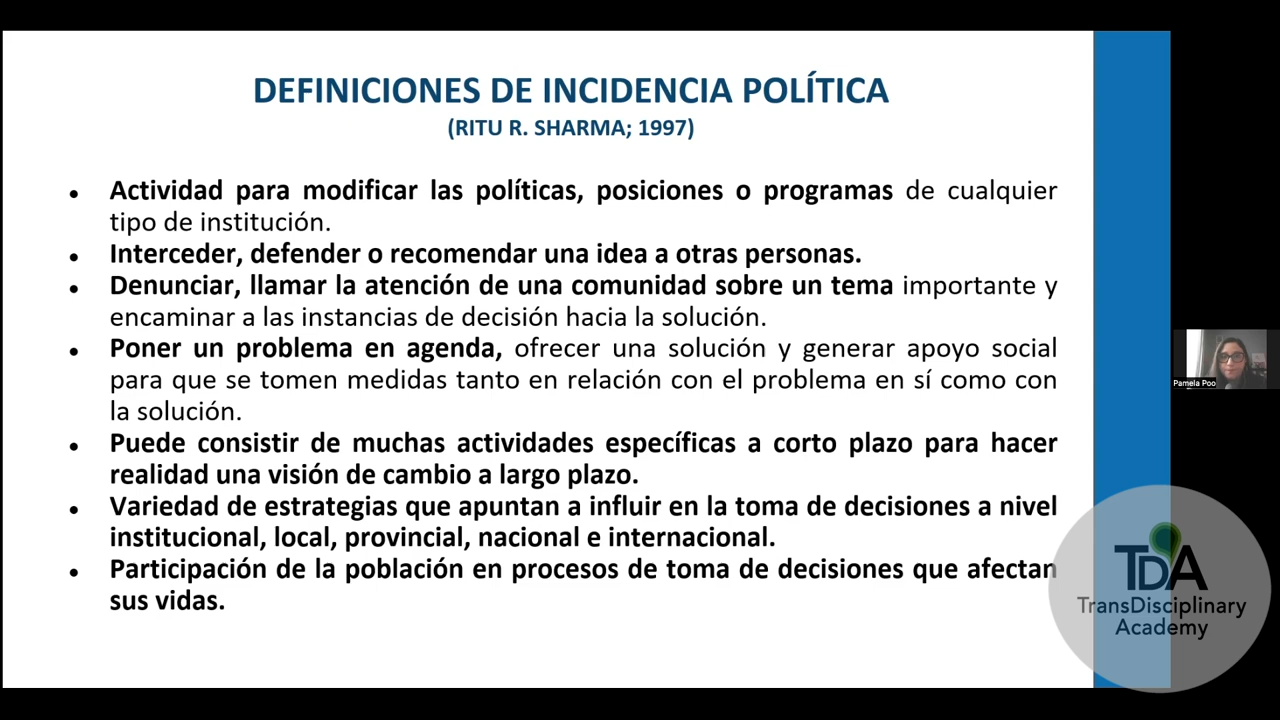 DEFINICIONES DE INCIDENCIA POLÍTICA
(RITU R. SHARMA; 1997)
● Actividad para modificar las políticas, posiciones o programas de cualquier
tipo de institución.
● Interceder, defender o recomendar una idea a otras personas.
● Denunciar, llamar la atención de una comunidad sobre un tema importante y
encaminar a las instancias de decisión hacia la solución.
● Poner un problema en agenda, ofrecer una solución y generar apoyo social
para que se tomen medidas tanto en relación con el problema en sí como con
la solución.
● Puede consistir de muchas actividades específicas a corto plazo para hacer
realidad una visión de cambio a largo plazo.
● Variedad de estrategias que apuntan a influir en la toma de decisiones a nivel
institucional, local, provincial, nacional e internacional.
● Participación de la población en procesos de toma de decisiones que afectan
sus vidas.
Pamela Poo
TDA
TransDisciplinary
Academy